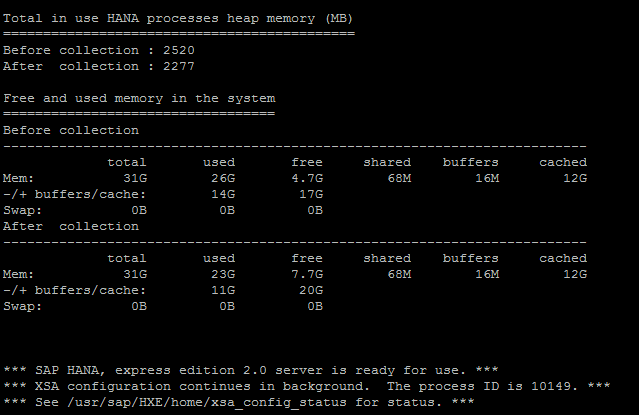 Total in use HANA processes heap memory (MB)
============================================
Before collection : 2520
After  collection : 2277
Free and used memory in the system
==================================
Before collection
-------------------------------------------------------------------------
             total       used       free     shared    buffers     cached
Mem:           31G        26G       4.7G        68M        16M        12G
-/+ buffers/cache:        14G        17G
Swap:           0B         0B         0B
After  collection
-------------------------------------------------------------------------
             total       used       free     shared    buffers     cached
Mem:           31G        23G       7.7G        68M        16M        12G
-/+ buffers/cache:        11G        20G
Swap:           0B         0B         0B
*** SAP HANA, express edition 2.0 server is ready for use. ***
*** XSA configuration continues in background.  The process ID is 10149. ***
*** See /usr/sap/HXE/home/xsa_config_status for status. ***